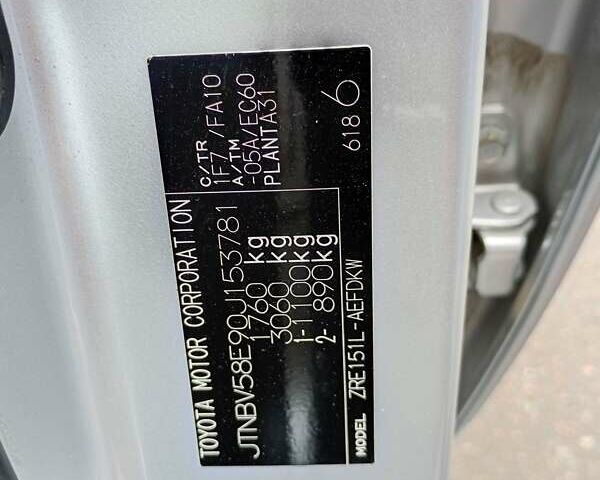 TOYOTA MOTOR CORPORATION
JTNBV58E90J153781
1760 kg
3060 kg
1-1100kg
2- 890kg
MODEL ZRE151L-AEFDKW
C/TR
1F7 /FA10
A/TM
-05A/EC60
PLANTA31
618 6